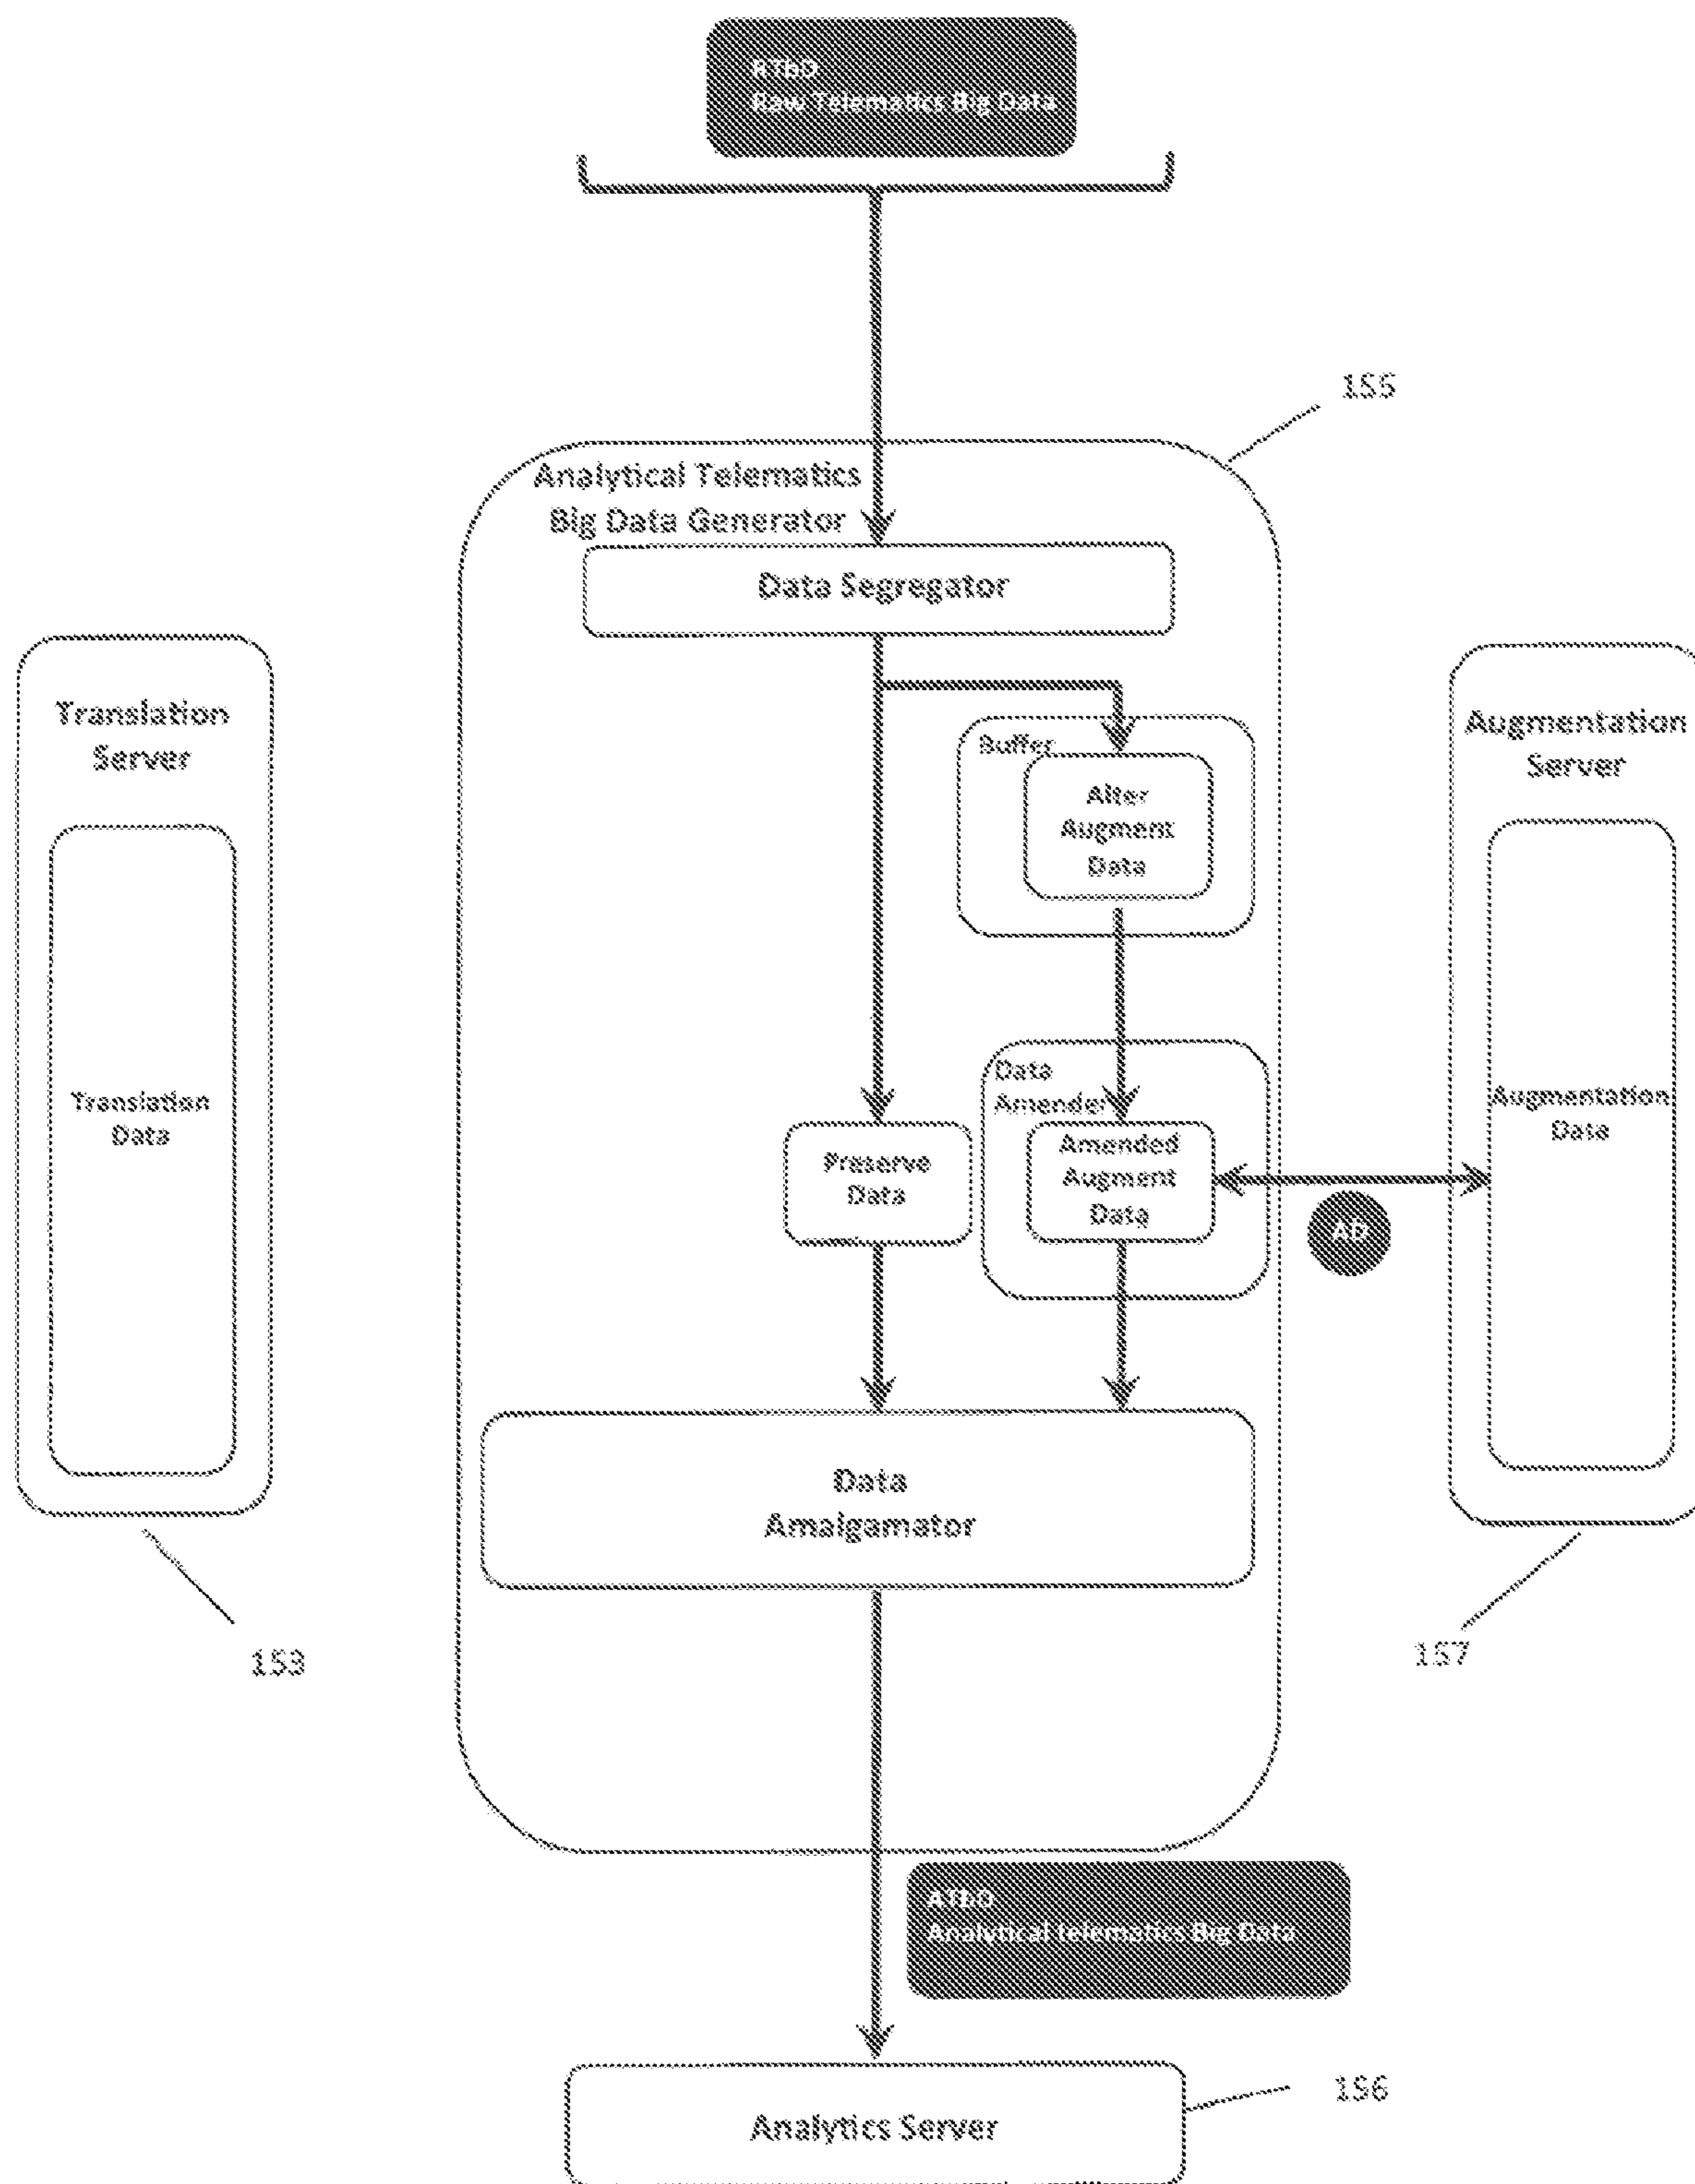 RTbD
Raw Telematics Big Data
155
Analytical Telematics
Big Data Generator
Data Segregator
Translation
Server
Buffer
Augmentation
Server
Alter
Augment
Data
Translation
Data
Data
Amender
Augmentation
Data
Preserve
Data
Amended
Augment
Data
AD
Data
Amalgamator
153
157
ATbD
Analytical telematics Big Data
156
Analytics Server